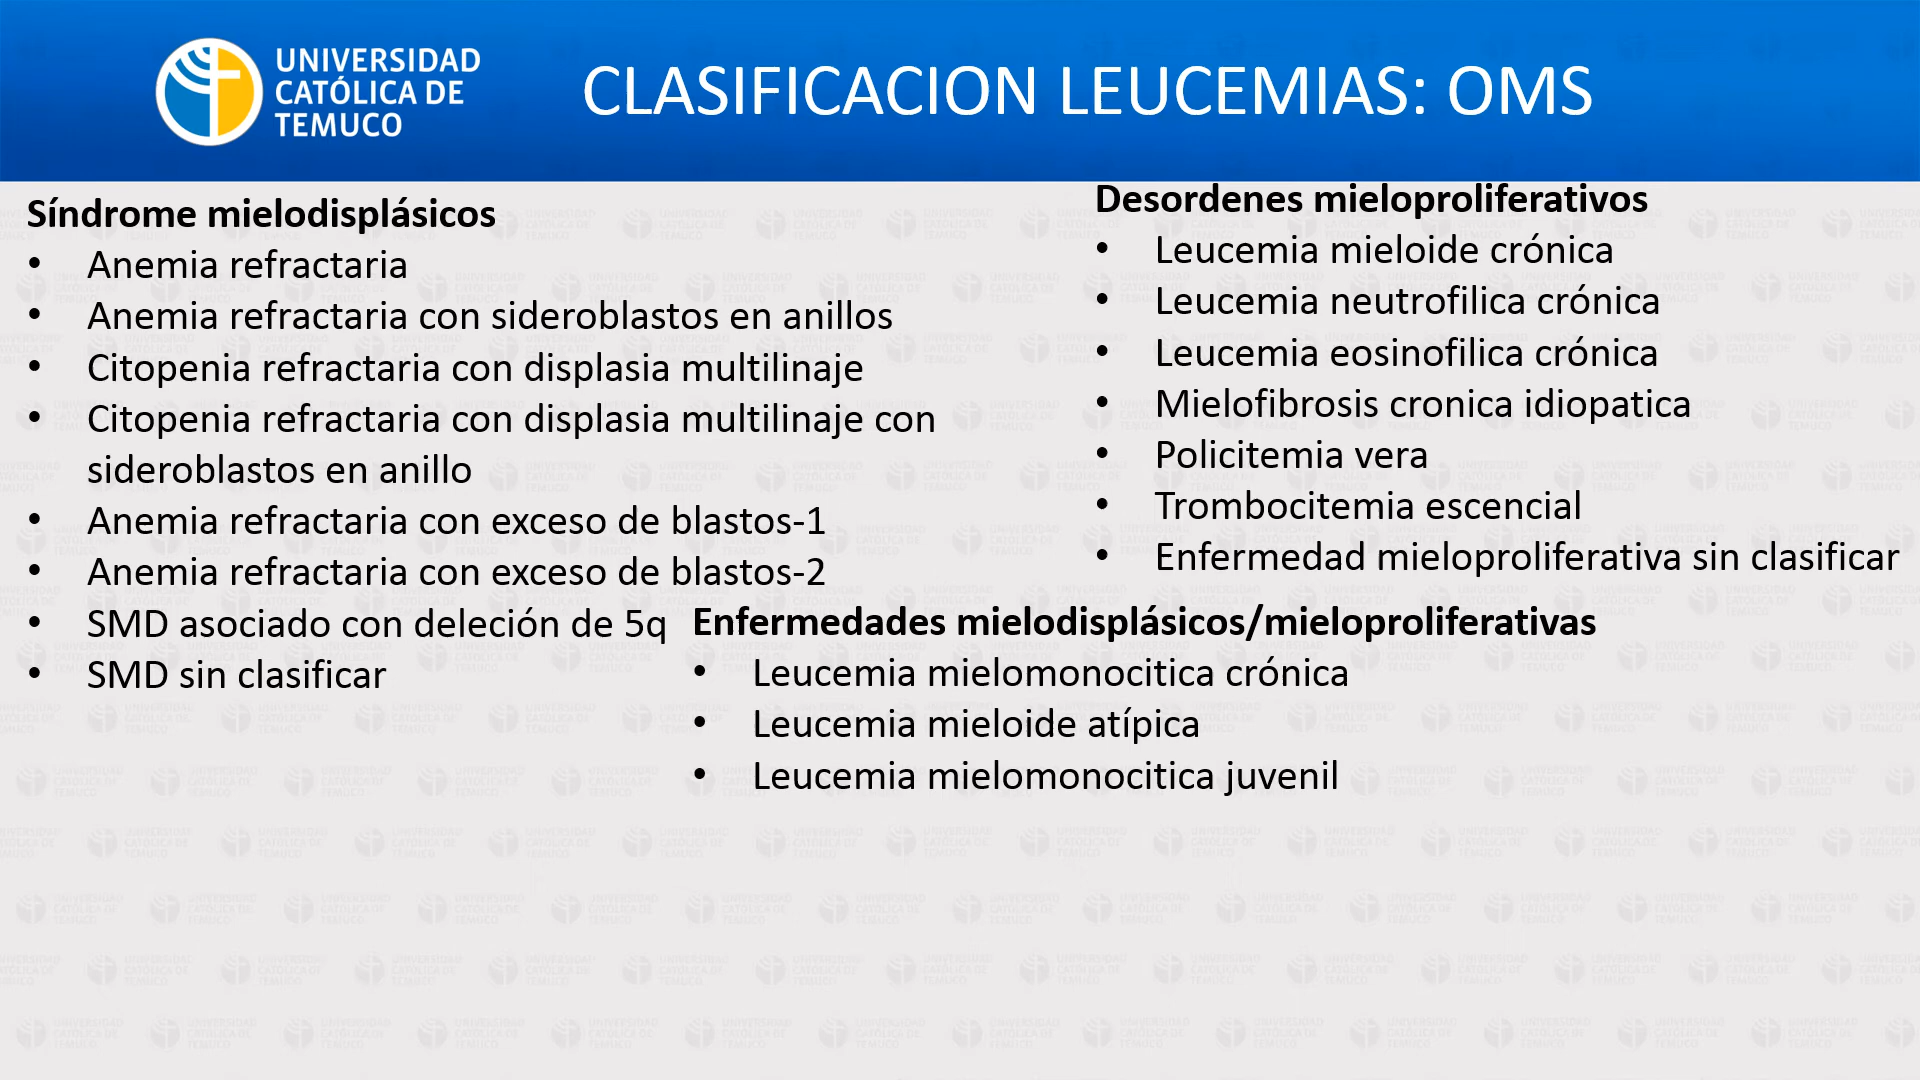 UNIVERSIDAD
CATÓLICA DE
TEMUCO
CLASIFICACION LEUCEMIAS: OMS
Síndrome mielodisplásicos
• Anemia refractaria
• Anemia refractaria con sideroblastos en anillos
• Citopenia refractaria con displasia multilinaje
• Citopenia refractaria con displasia multilinaje con
sideroblastos en anillo
• Anemia refractaria con exceso de blastos-1
• Anemia refractaria con exceso de blastos-2
• SMD asociado con deleción de 5q
• SMD sin clasificar
Desordenes mieloproliferativos
• Leucemia mieloide crónica
• Leucemia neutrofilica crónica
• Leucemia eosinofilica crónica
• Mielofibrosis cronica idiopatica
• Policitemia vera
• Trombocitemia escencial
• Enfermedad mieloproliferativa sin clasificar
Enfermedades mielodisplásicos/mieloproliferativas
• Leucemia mielomonocitica crónica
• Leucemia mieloide atípica
• Leucemia mielomonocitica juvenil